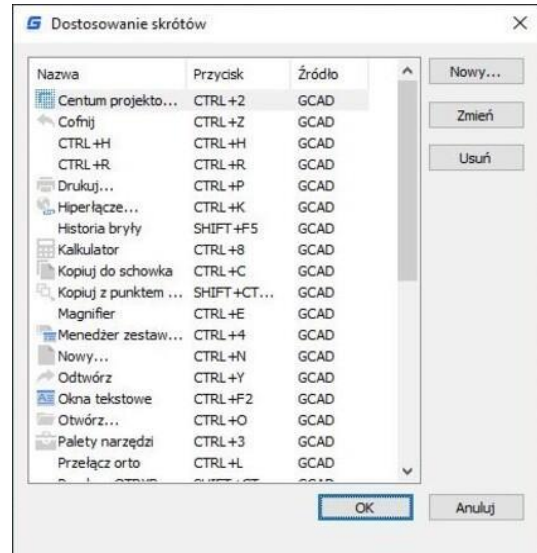 Dostosowanie skrótów
Nazwa Przycisk Źródło
Nowy...
Zmień
Usuń
Centum projekto... CTRL+2 GCAD
Cofnij CTRL+Z GCAD
CTRL+H CTRL+H GCAD
CTRL+R CTRL+R GCAD
Drukuj... CTRL+P GCAD
Hiperłącze... CTRL+K GCAD
Historia bryły SHIFT+F5 GCAD
Kalkulator CTRL+8 GCAD
Kopiuj do schowka CTRL+C GCAD
Kopiuj z punktem ... SHIFT+CT... GCAD
Magnifier CTRL+E GCAD
Menedżer zestaw... CTRL+4 GCAD
Nowy... CTRL+N GCAD
Odtwórz CTRL+Y GCAD
Okna tekstowe CTRL+F2 GCAD
Otwórz... CTRL+O GCAD
Palety narzędzi CTRL+3 GCAD
Przełącz orto CTRL+L GCAD
OK Anuluj